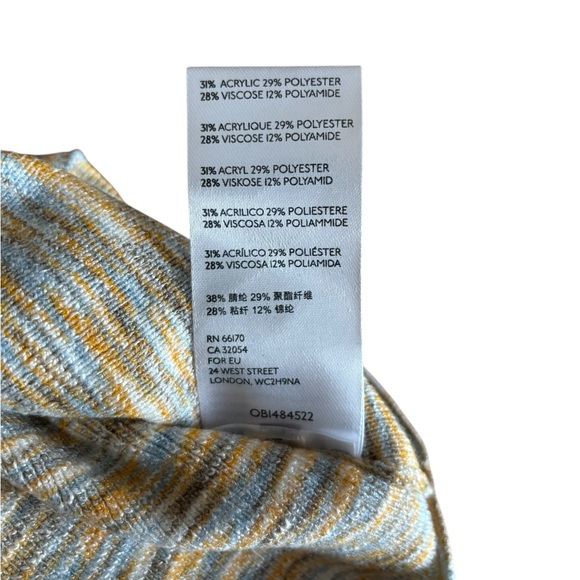 31% ACRYLIC 29% POLYESTER
28% VISCOSE 12% POLYAMIDE
31% ACRYLIQUE 29% POLYESTER
28% VISCOSE 12% POLYAMIDE
31% ACRYL 29% POLYESTER
28% VISKOSE 12% POLYAMID
31% ACRILICO 29% POLIESTERE
28% VISCOSA 12% POLIAMMIDE
31% ACRÍLICO 29% POLIÉSTER
28% VISCOSA 12% POLIAMIDA
38% 腈纶 29% 聚酯纤维
28% 粘纤 12% 锦纶
RN 66170
CA 32054
FOR EU
24 WEST STREET
LONDON, WC2H9NA
OB1484522